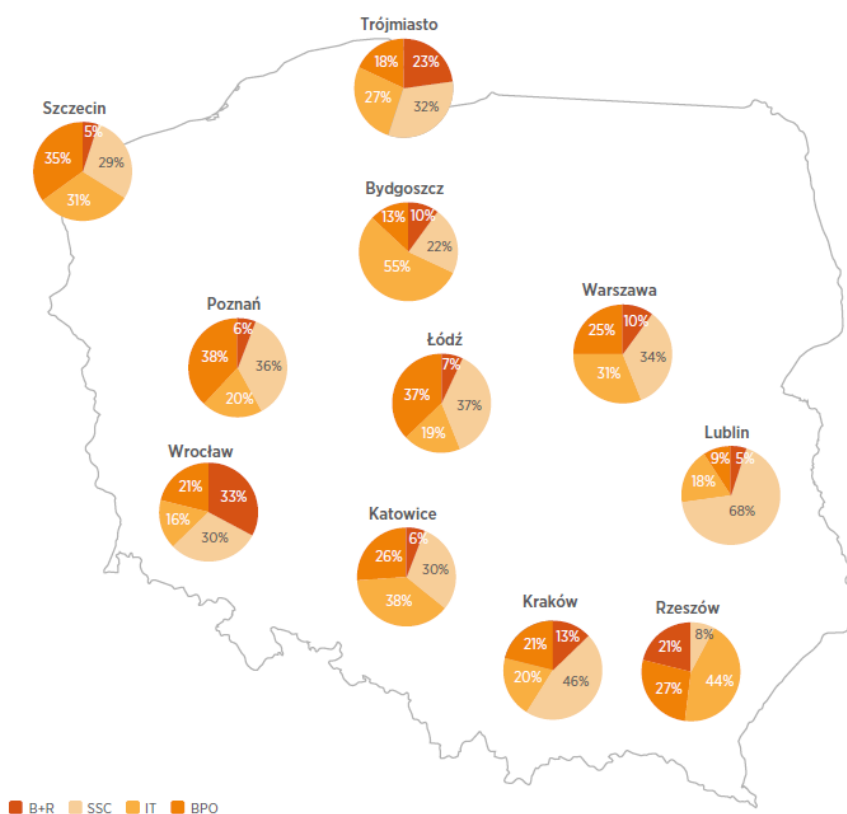 Trójmiasto
18% 23%
27% 32%
Szczecin
5%
35% 29%
31%
Bydgoszcz
13% 10%
22%
55%
Poznań
6%
38% 36%
20%
Łódź
7%
37% 37%
19%
Warszawa
25% 10%
34%
31%
Wrocław
21% 33%
16%
30%
Lublin
9% 5%
18%
68%
Katowice
6%
26% 30%
38%
Kraków
21% 13%
20% 46%
Rzeszów
8%
21%
27% 44%
B+R SSC IT BPO